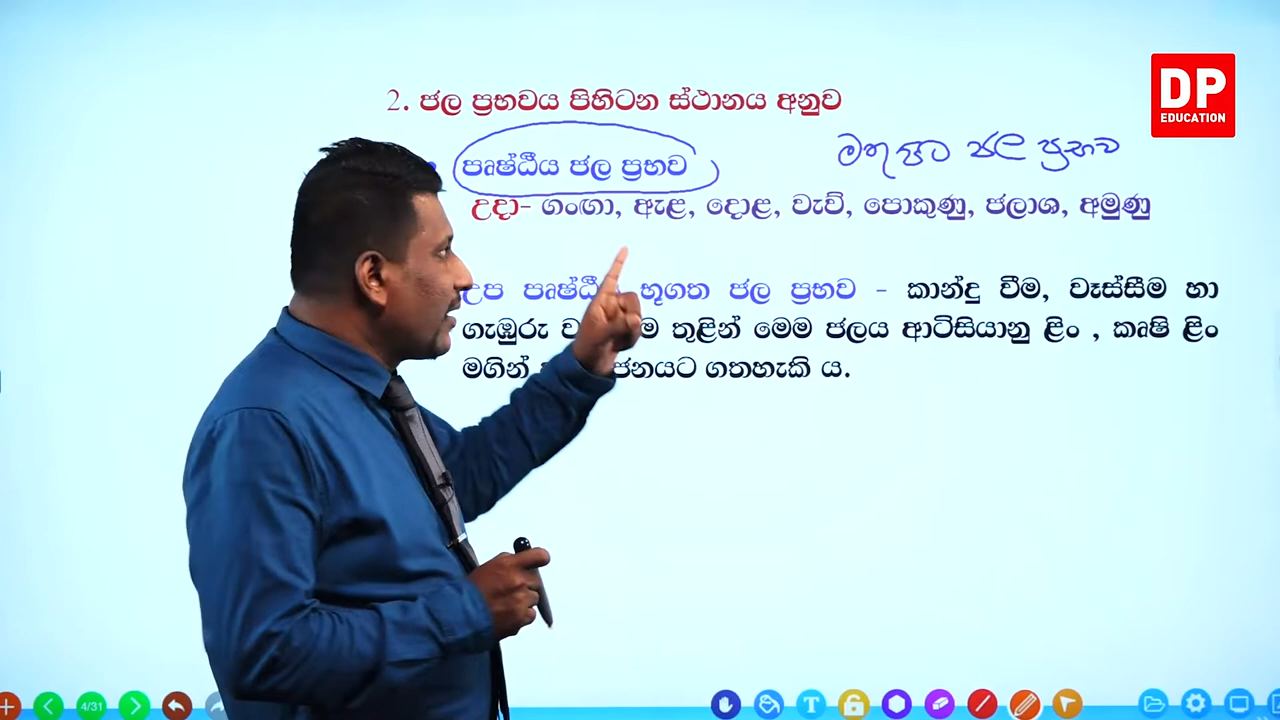 DP
EDUCATION
2. ජල ප්‍රභවය පිහිටන ස්ථානය අනුව
මතුපිට ජල ප්‍රභව
පෘෂ්ඨීය ජල ප්‍රභව
උදා- ගංඟා, ඇළ, දොළ, වැව්, පොකුණු, ජලාශ, අමුණු
උප පෘෂ්ඨීය භූගත ජල ප්‍රභව - කාන්දු වීම, වෑස්සීම හා
ගැඹුරු තුළින් මෙම ජලය ආටිසියානු ළිං , කෘෂි ළිං
මගින් ගතහැකි ය.
4/31
T